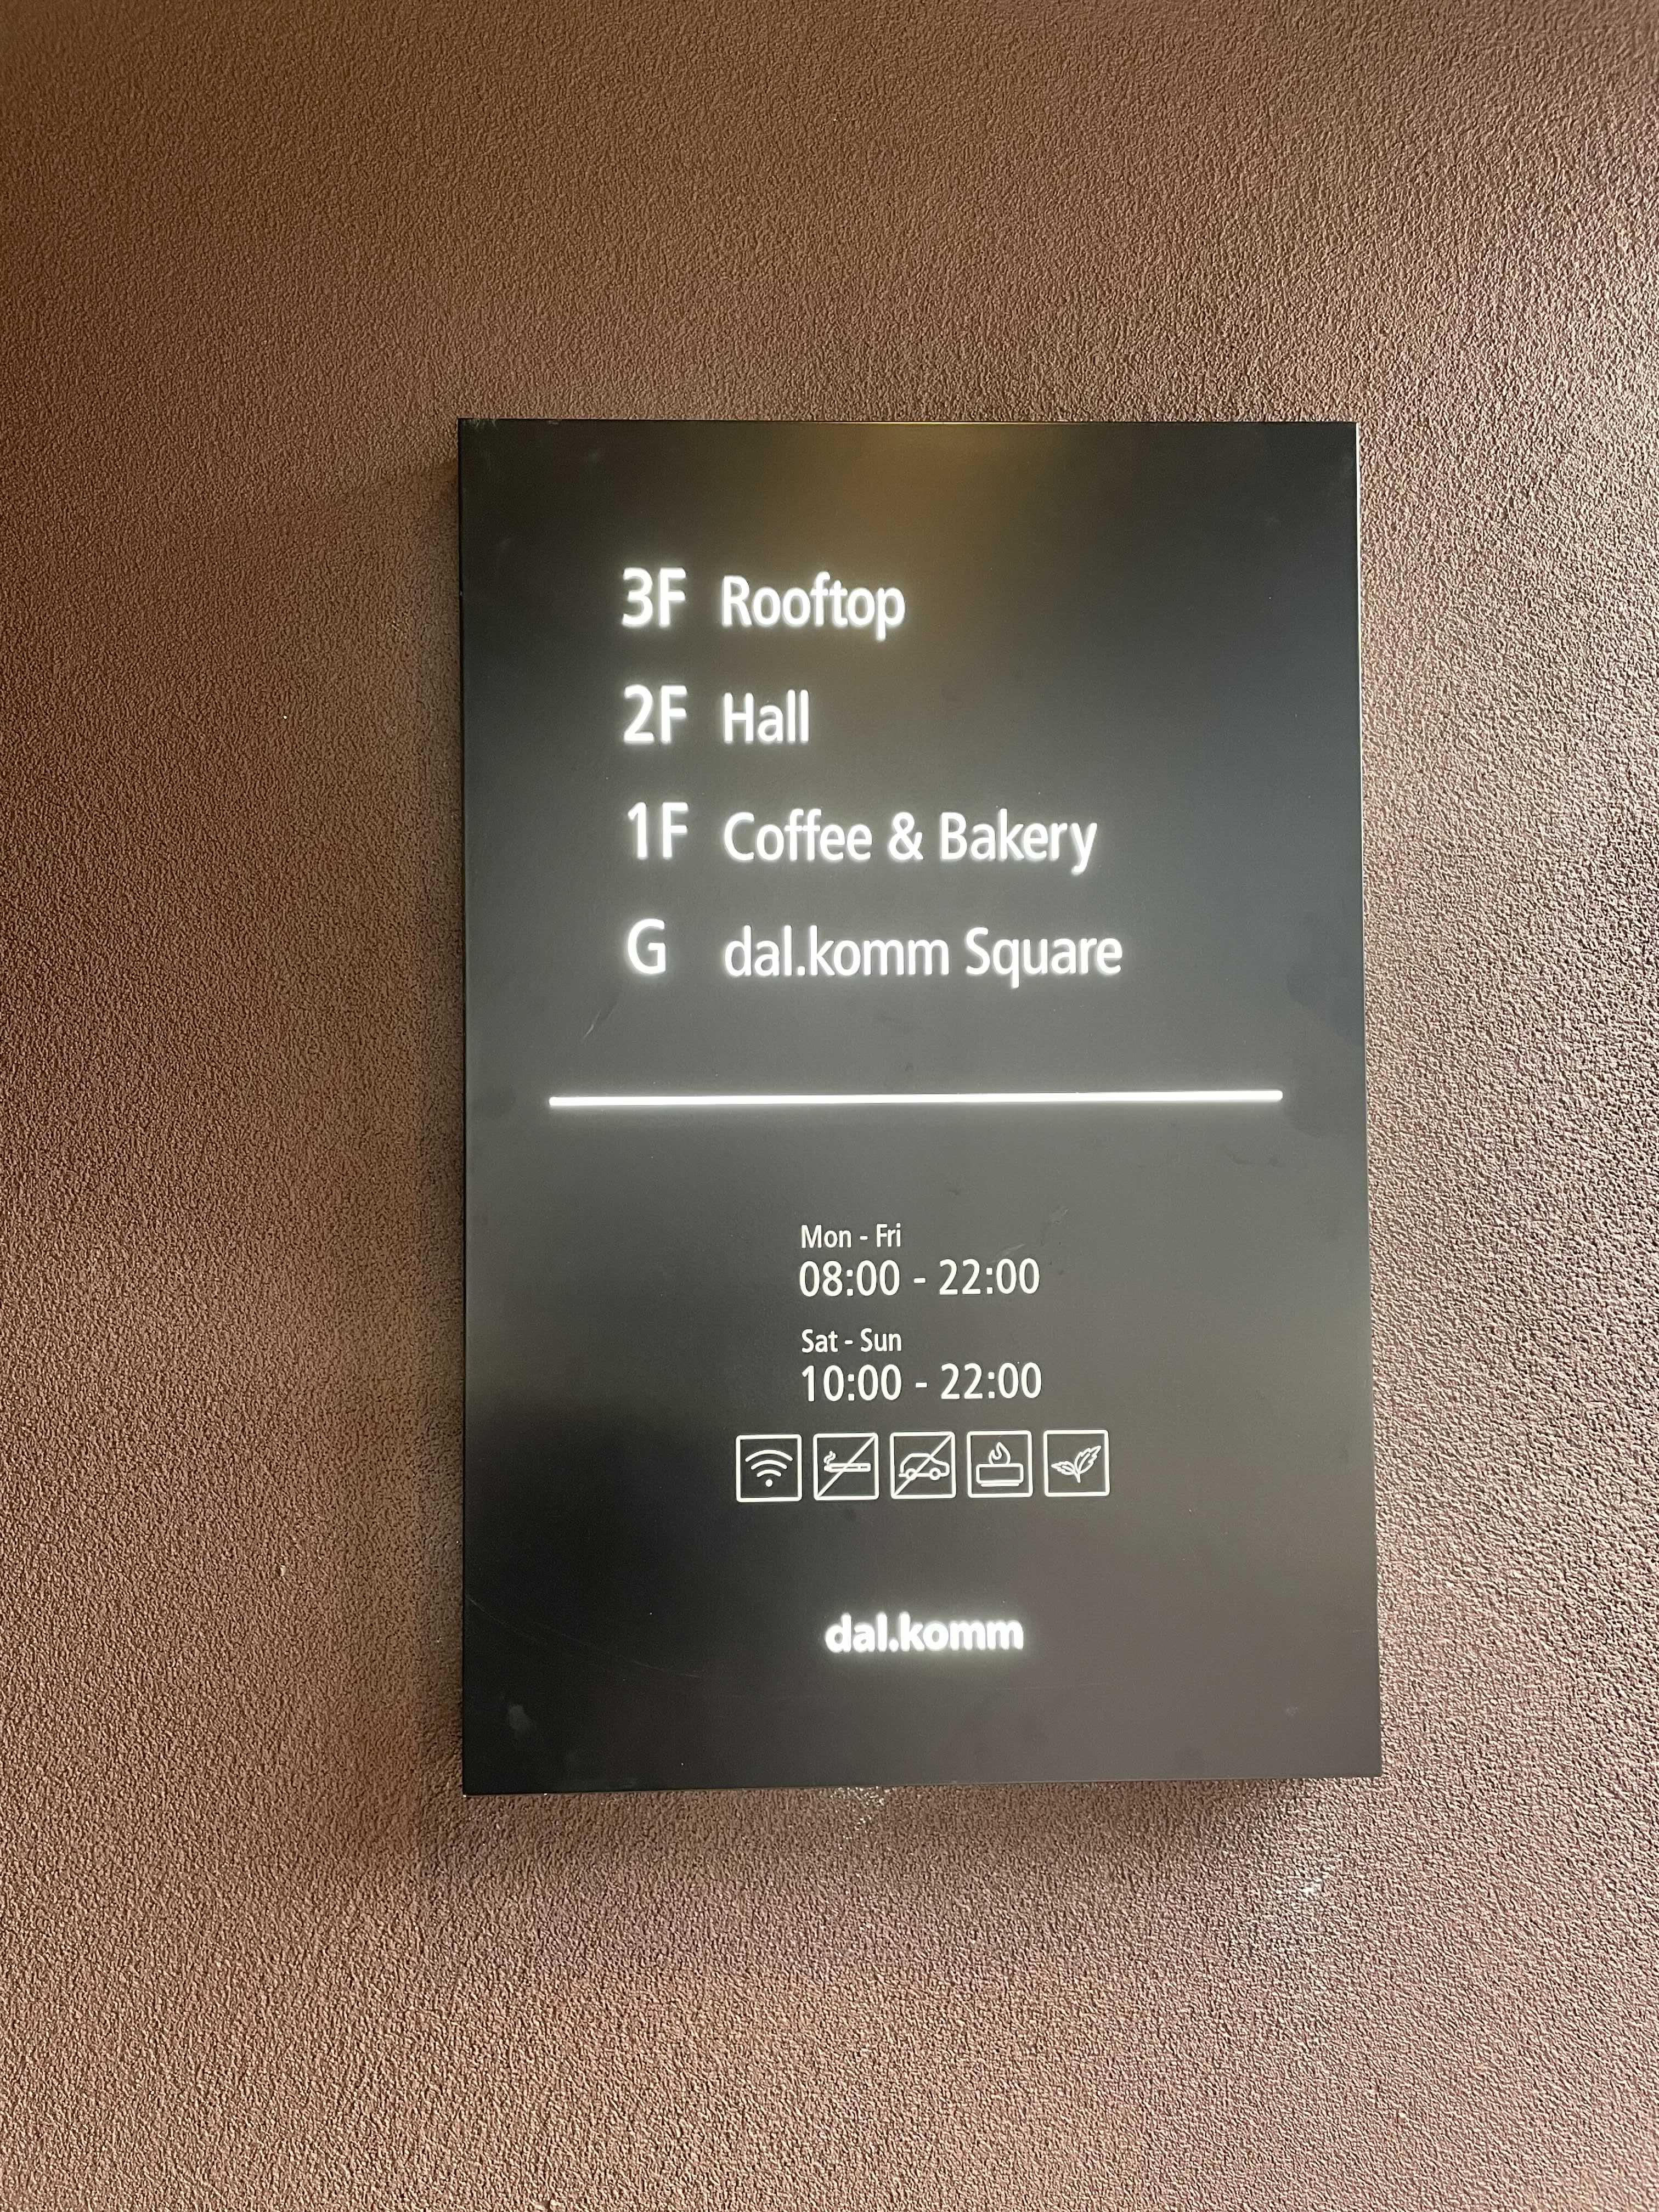 3F Rooftop
2F Hall
1F Coffee & Bakery
G dal.komm Square
Mon - Fri
08:00 - 22:00
Sat - Sun
10:00 - 22:00
dal.komm